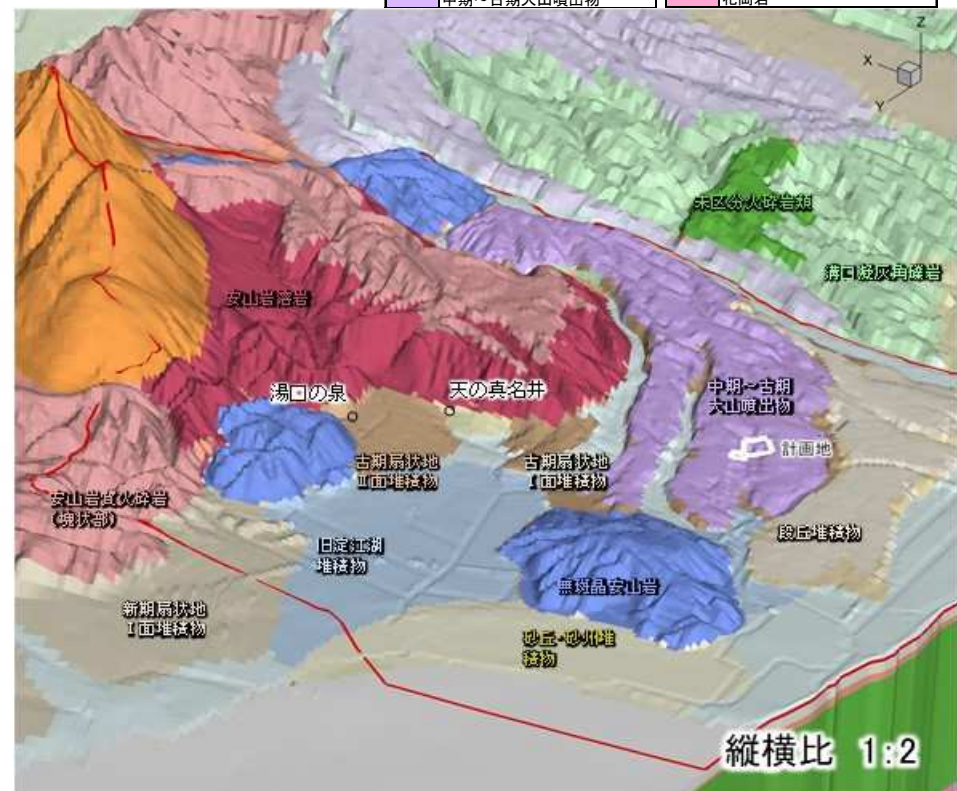 中期～古期大山噴出物
花崗岩
Z
X
Y
未区分火砕岩類
溝口凝灰角礫岩
安山岩溶岩
湯口の泉
天の真名井
中期～古期
大山噴出物
計画地
古期扇状地
Ⅱ面堆積物
古期扇状地
Ⅰ面堆積物
安山岩質火砕岩
(塊状部)
段丘堆積物
旧淀江湖
堆積物
無斑晶安山岩
新期扇状地
Ⅰ面堆積物
砂丘・砂州堆
積物
縦横比 1:2